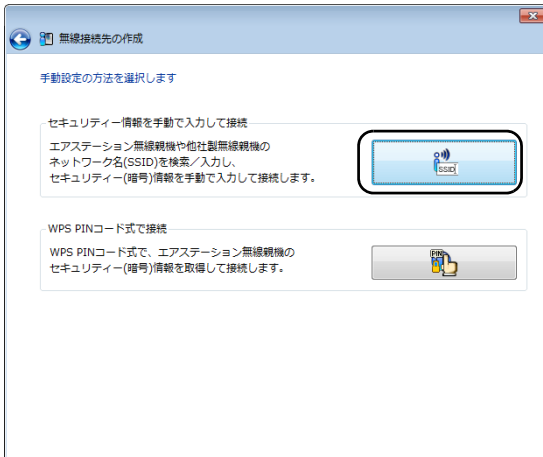 無線接続先の作成
手動設定の方法を選択します
セキュリティー情報を手動で入力して接続
エアステーション無線親機や他社製無線親機の
ネットワーク名(SSID)を検索／入力し、
セキュリティー(暗号)情報を手動で入力して接続します。
SSID
WPS PINコード式で接続
WPS PINコード式で、エアステーション無線親機の
セキュリティー(暗号)情報を取得して接続します。
PIN